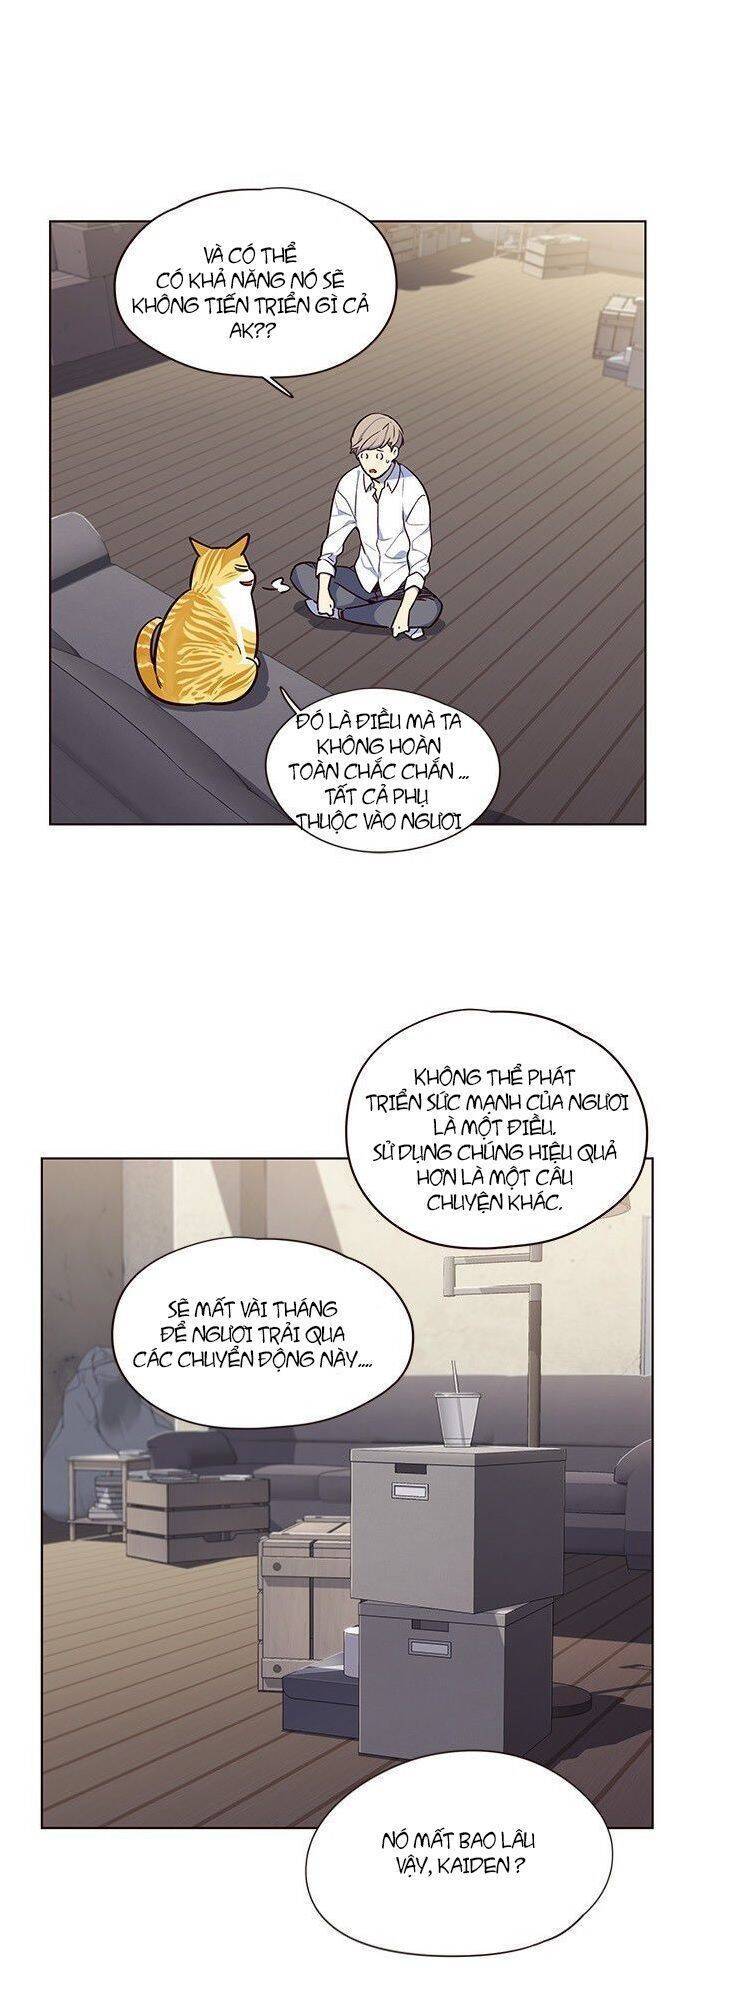 VÀ CÓ THỂ
CÓ KHẢ NĂNG NÓ SẼ
KHÔNG TIẾN TRIỂN GÌ CẢ
AK??
ĐÓ LÀ ĐIỀU MÀ TA
KHÔNG HOÀN
TOÀN CHẮC CHẮN ...
TẤT CẢ PHỤ
THUỘC VÀO NGƯƠI
KHÔNG THỂ PHÁT
TRIỂN SỨC MẠNH CỦA NGƯƠI
LÀ MỘT ĐIỀU.
SỬ DỤNG CHÚNG HIỆU QUẢ
HƠN LÀ MỘT CÂU
CHUYỆN KHÁC.
SẼ MẤT VÀI THÁNG
ĐỂ NGƯƠI TRẢI QUA
CÁC CHUYỂN ĐỘNG NÀY....
NÓ MẤT BAO LÂU
VẬY, KAIDEN ?